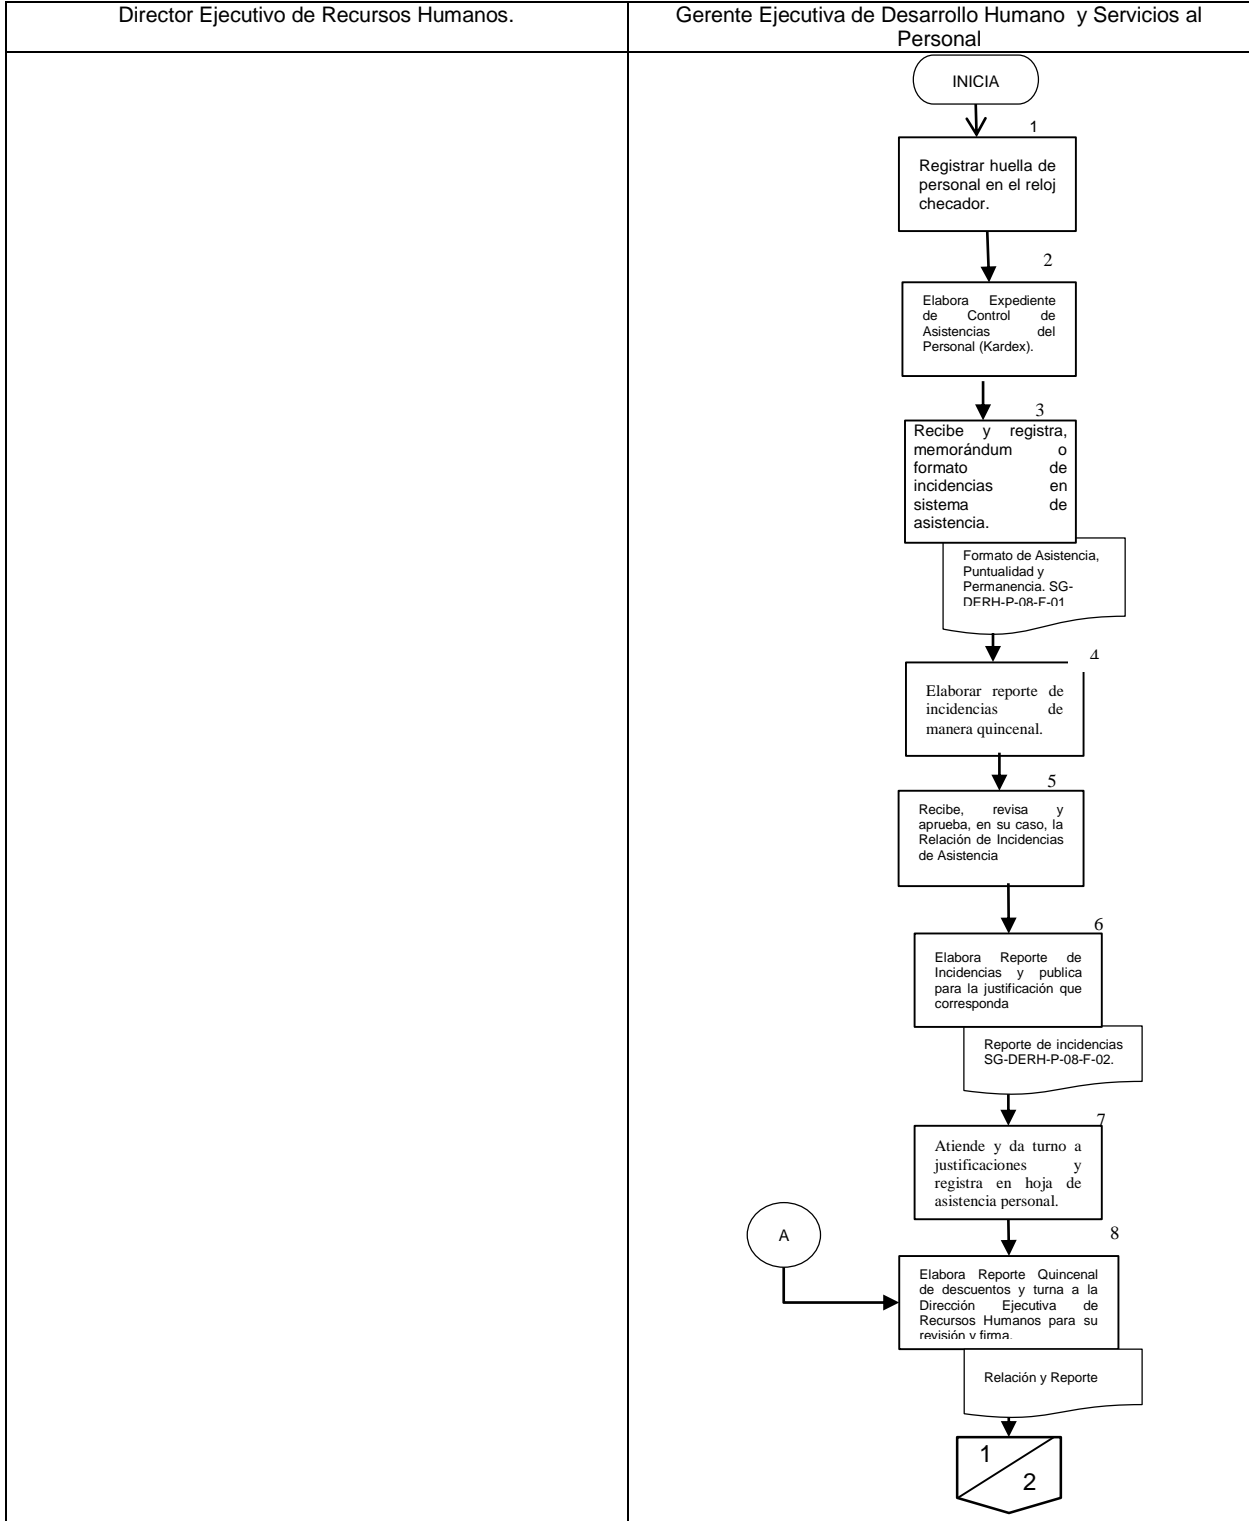 Director Ejecutivo de Recursos Humanos.
Gerente Ejecutiva de Desarrollo Humano y Servicios al
Personal
INICIA
1
Registrar huella de
personal en el reloj
checador.
2
Elabora Expediente
de Control de
Asistencias del
Personal (Kardex).
3
Recibe y registra,
memorándum o
formato de
incidencias en
sistema de
asistencia.
Formato de Asistencia,
Puntualidad y
Permanencia. SG-
DERH-P-08-F-01
4
Elaborar reporte de
incidencias de
manera quincenal.
5
Recibe, revisa y
aprueba, en su caso, la
Relación de Incidencias
de Asistencia
6
Elabora Reporte de
Incidencias y publica
para la justificación que
corresponda
Reporte de incidencias
SG-DERH-P-08-F-02.
7
Atiende y da turno a
justificaciones y
registra en hoja de
asistencia personal.
A
8
Elabora Reporte Quincenal
de descuentos y turna a la
Dirección Ejecutiva de
Recursos Humanos para su
revisión y firma.
Relación y Reporte
1
2